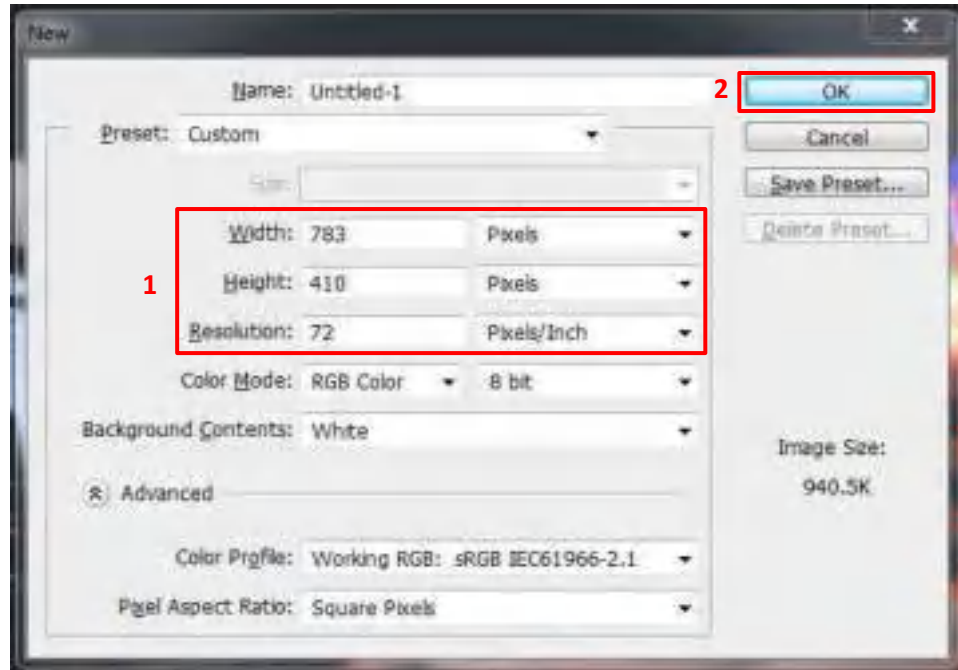 New
Name: Untitled-1
2 OK
Preset: Custom
Cancel
Size:
Save Preset...
Width: 783 Pixels
Delete Preset...
1 Height: 410 Pixels
Resolution: 72 Pixels/Inch
Color Mode: RGB Color 8 bit
Background Contents: White
Image Size:
940.5K
Advanced
Color Profile: Working RGB: sRGB IEC61966-2.1
Pixel Aspect Ratio: Square Pixels